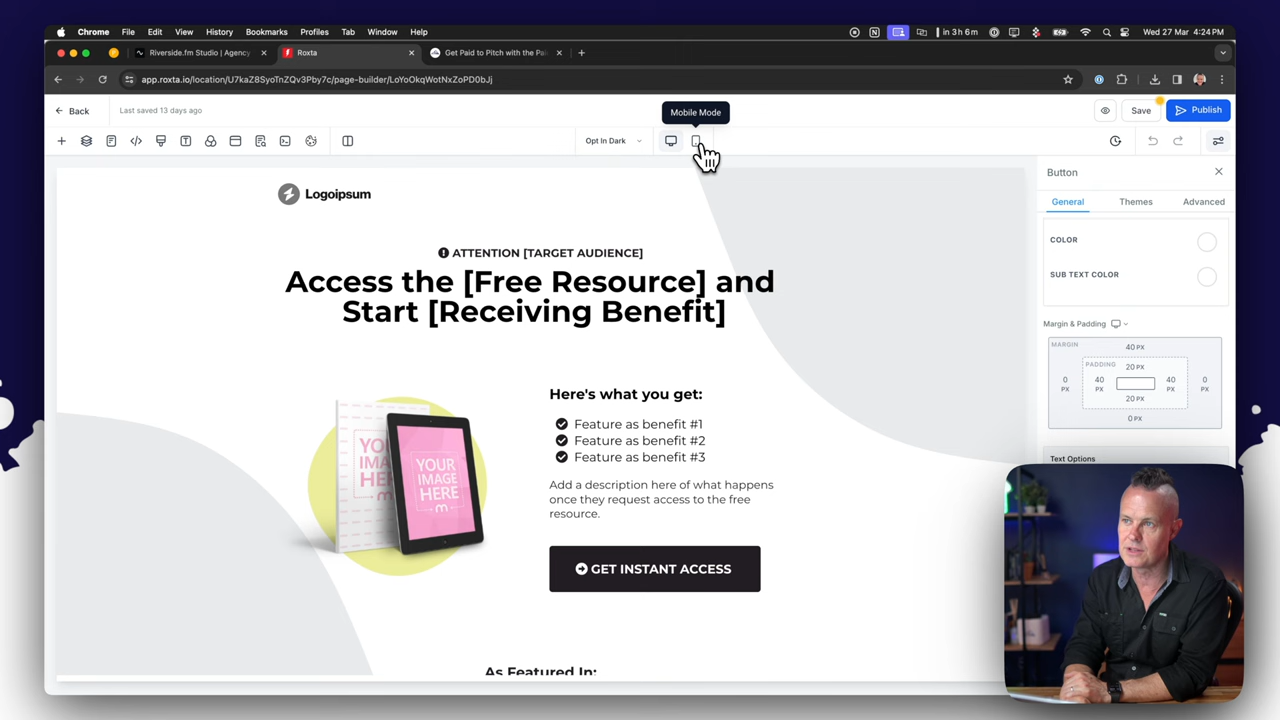 Chrome File Edit View History Bookmarks Profiles Tab Window Help
in 3 h 6 m
Wed 27 Mar 4:24 PM
Riverside.fm Studio | Agency
Roxta
Get Paid to Pitch with the Pai
app.roxta.io/location/U7kaZ8SyoTnZQv3Pby7c/page-builder/LoYoOkqWotNxZoPD0bJj
Back
Last saved 13 days ago
Mobile Mode
Save
Publish
Opt In Dark
Logoipsum
ATTENTION [TARGET AUDIENCE]
Access the [Free Resource] and
Start [Receiving Benefit]
YOUR
IMAGE
HERE
Here's what you get:
Feature as benefit #1
Feature as benefit #2
Feature as benefit #3
Add a description here of what happens
once they request access to the free
resource.
GET INSTANT ACCESS
As Featured In:
Button
General Themes Advanced
COLOR
SUB TEXT COLOR
Margin & Padding
MARGIN
40 PX
PADDING
20 PX
0 PX
40 PX
40 PX
0 PX
20 PX
0 PX
Text Options